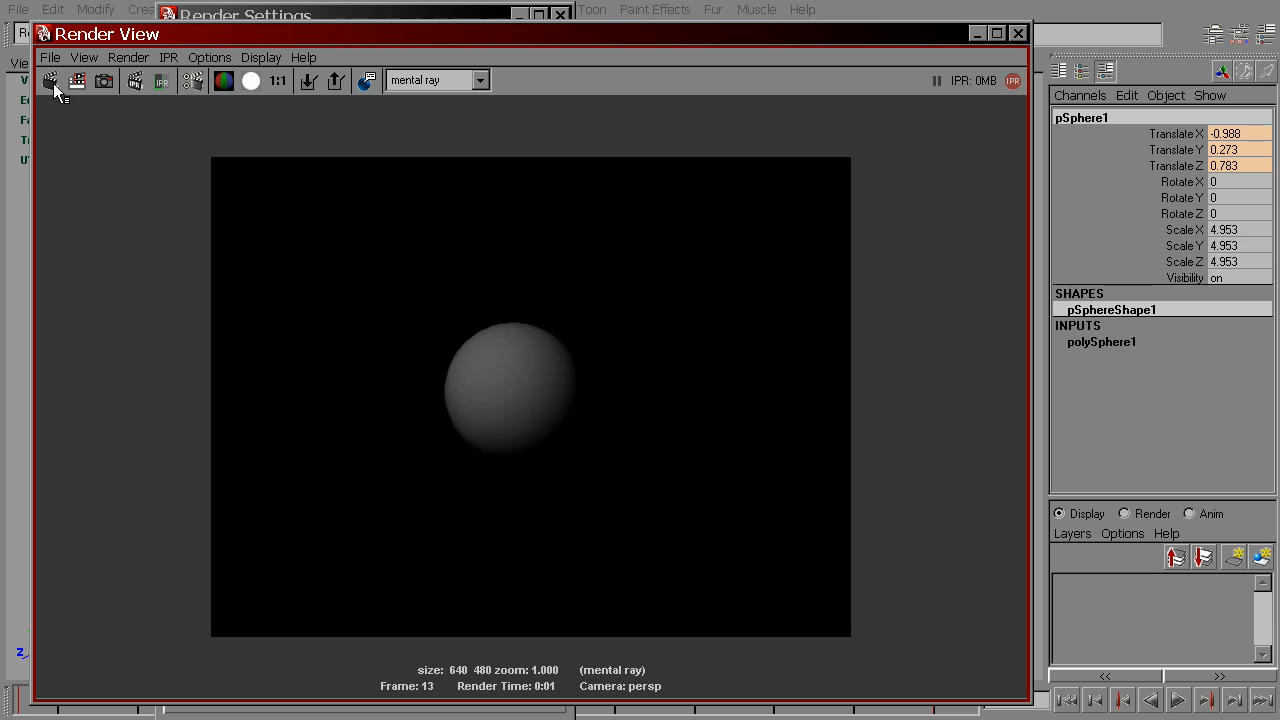 File Edit Modify Crea
Render Settings
Toon Paint Effects Fur Muscle Help
Render View
File View Render IPR Options Display Help
1:1
IPR
IPR
mental ray
IPR: 0MB
IPR
size: 640 480 zoom: 1.000 (mental ray)
Frame: 13 Render Time: 0:01 Camera: persp
Z
Channels Edit Object Show
pSphere1
Translate X -0.988
Translate Y 0.273
Translate Z 0.783
Rotate X 0
Rotate Y 0
Rotate Z 0
Scale X 4.953
Scale Y 4.953
Scale Z 4.953
Visibility on
SHAPES
pSphereShape1
INPUTS
polySphere1
Display Render Anim
Layers Options Help
<< >>